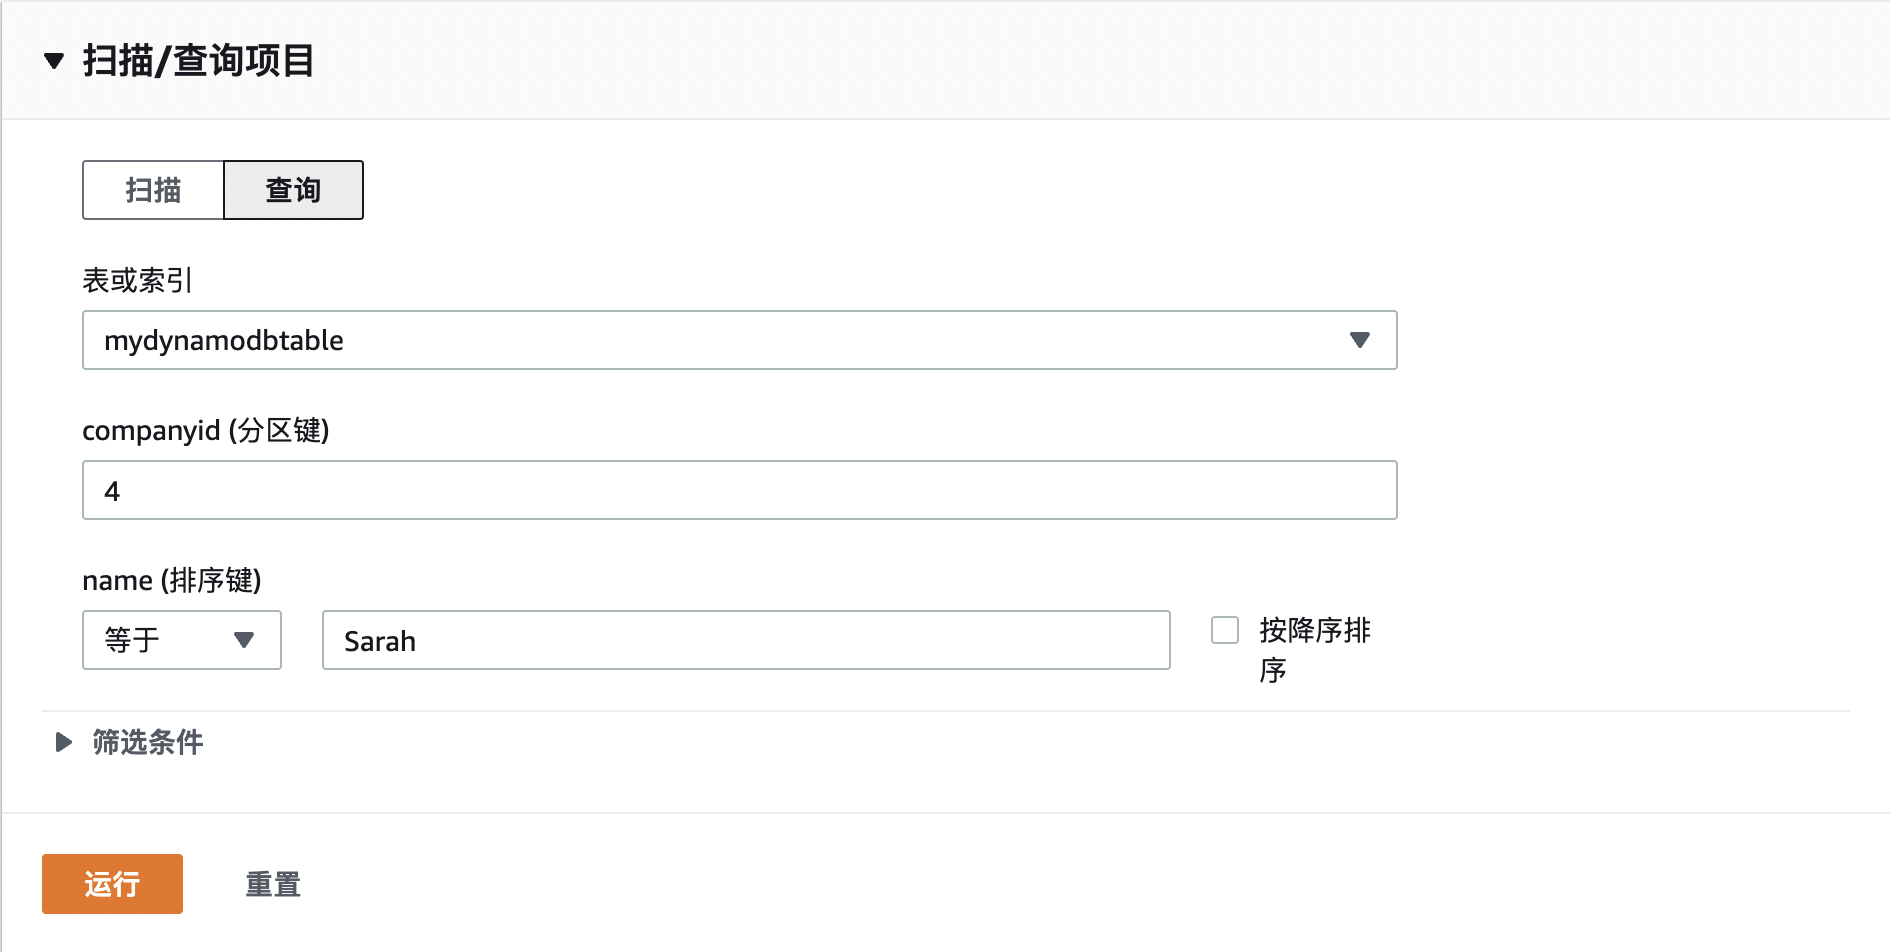 扫描/查询项目
扫描 查询
表或索引
mydynamodbtable
companyid (分区键)
4
name (排序键)
等于 Sarah 按降序排
序
筛选条件
运行 重置